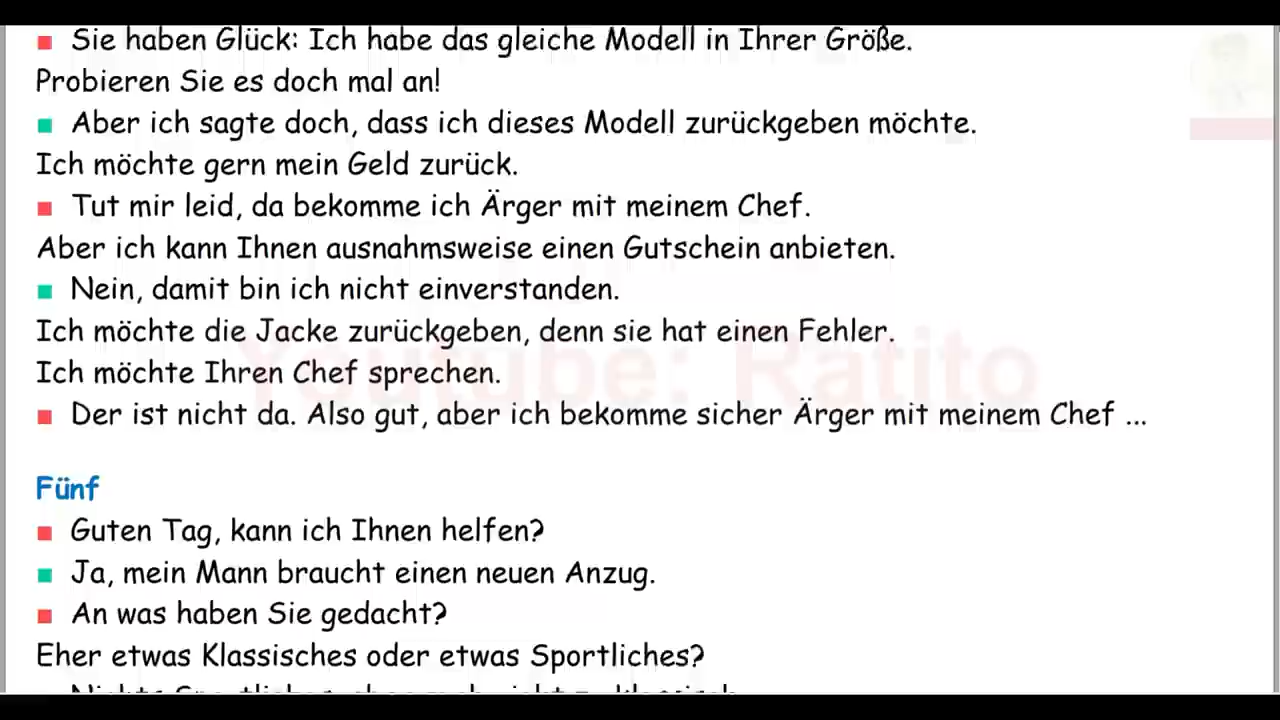 Sie haben Glück: Ich habe das gleiche Modell in Ihrer Größe.
Probieren Sie es doch mal an!
Aber ich sagte doch, dass ich dieses Modell zurückgeben möchte.
Ich möchte gern mein Geld zurück.
Tut mir leid, da bekomme ich Ärger mit meinem Chef.
Aber ich kann Ihnen ausnahmsweise einen Gutschein anbieten.
Nein, damit bin ich nicht einverstanden.
Ich möchte die Jacke zurückgeben, denn sie hat einen Fehler.
Youtube: Ratito
Ich möchte Ihren Chef sprechen.
Der ist nicht da. Also gut, aber ich bekomme sicher Ärger mit meinem Chef ...
Fünf
Guten Tag, kann ich Ihnen helfen?
Ja, mein Mann braucht einen neuen Anzug.
An was haben Sie gedacht?
Eher etwas Klassisches oder etwas Sportliches?